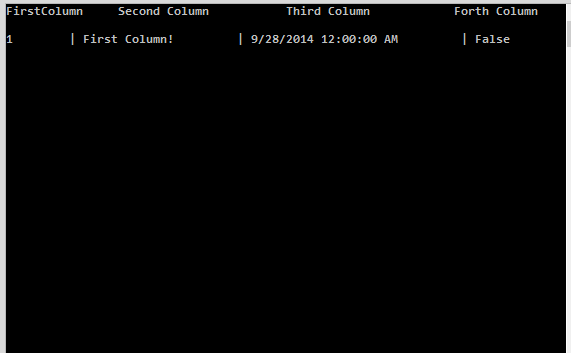 FirstColumn Second Column Third Column Forth Column
1 | First Column! | 9/28/2014 12:00:00 AM | False